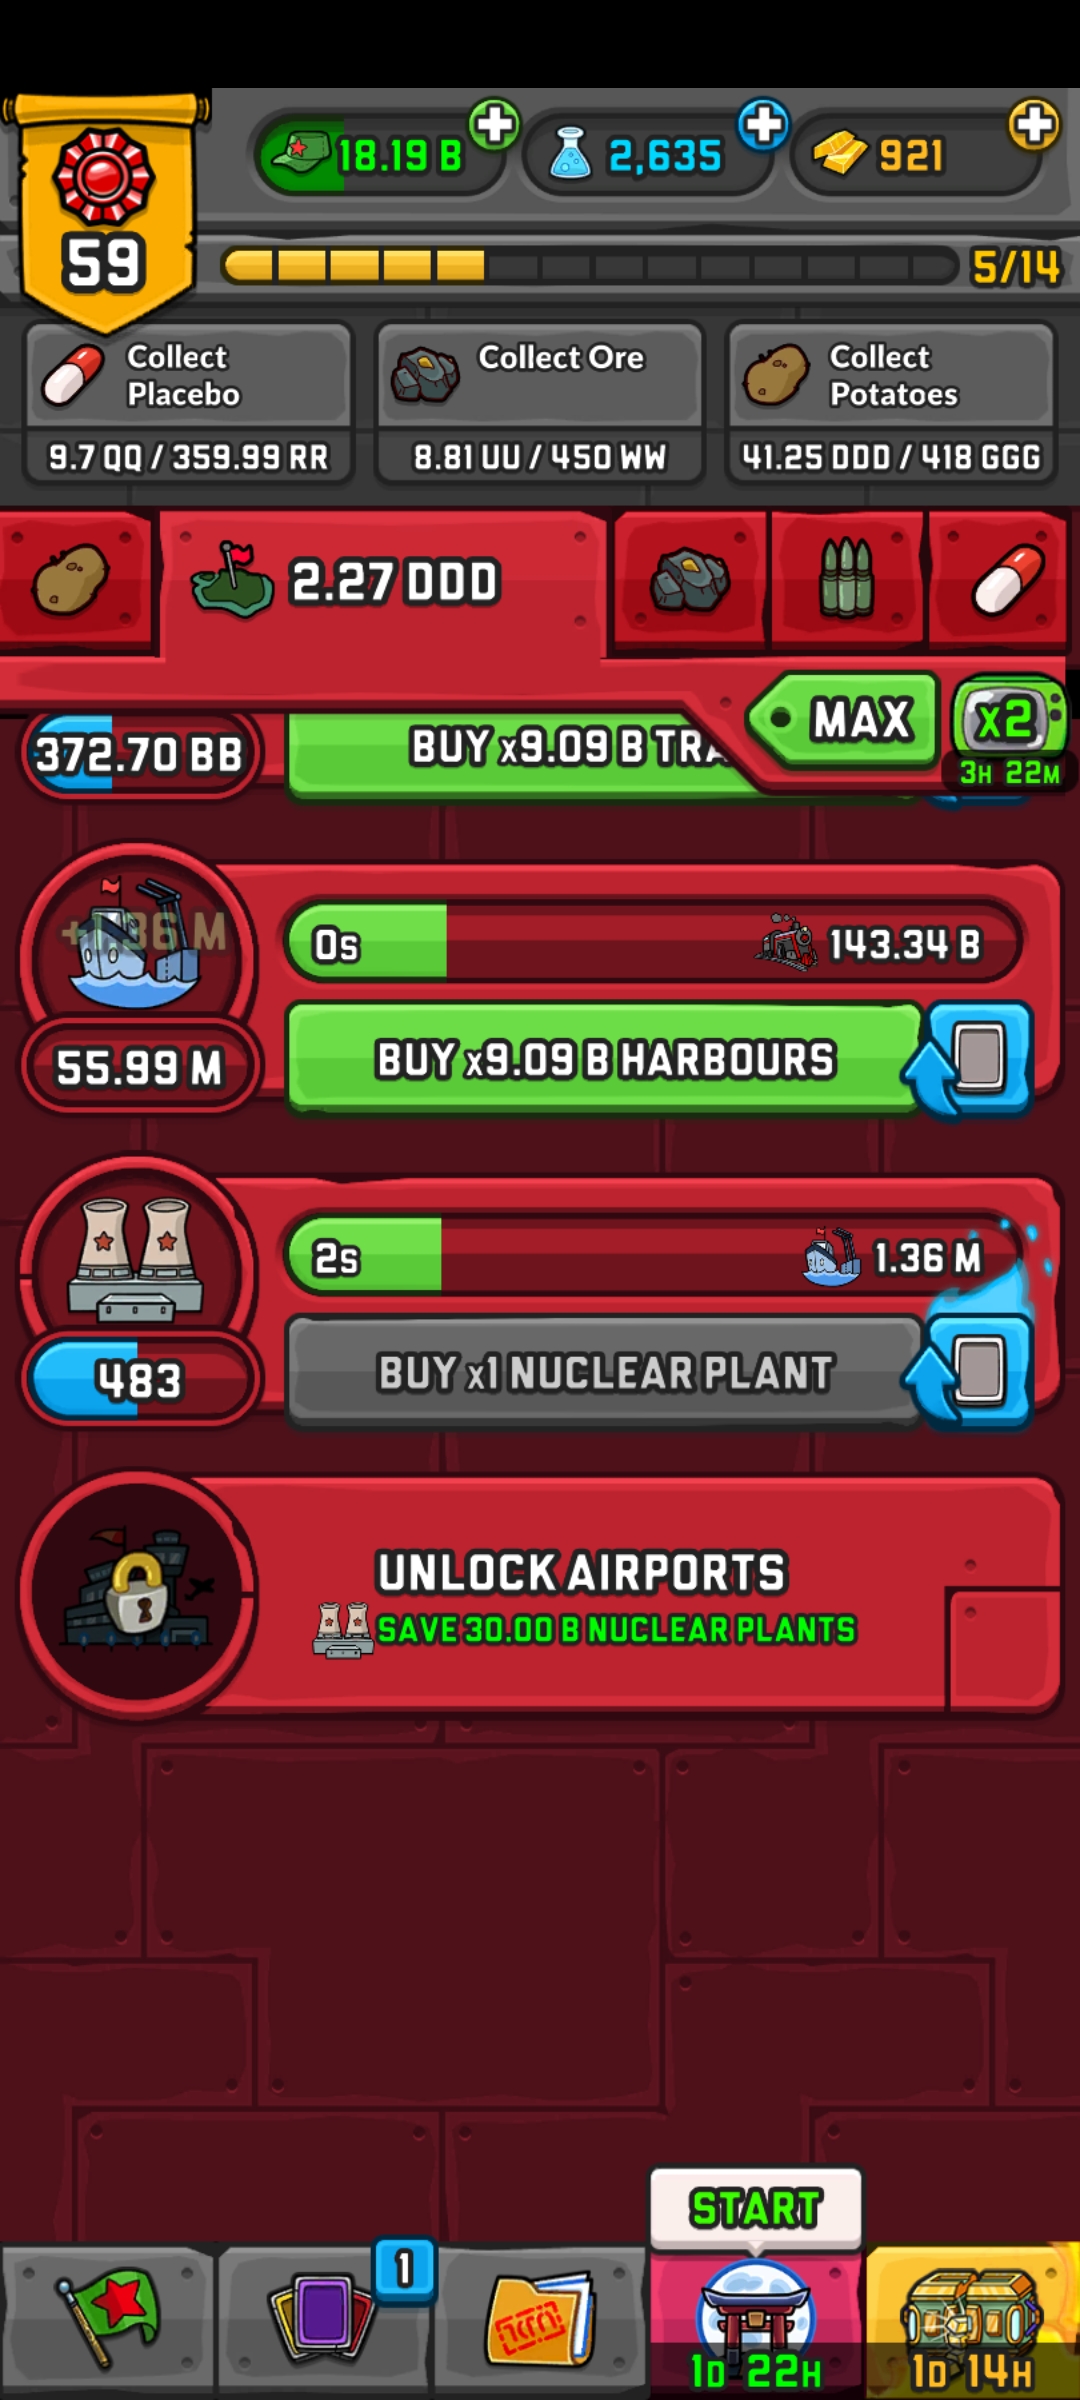 18.19 B
2,635
921
59
5/14
Collect Placebo
9.7 QQ / 359.99 RR
Collect Ore
8.81 UU / 450 WW
Collect Potatoes
41.25 DDD / 418 GGG
2.27 DDD
MAX
x2
3H 22M
372.70 BB
BUY x9.09 B TRA
+1.36 M
0s
143.34 B
55.99 M
BUY x9.09 B HARBOURS
2s
1.36 M
483
BUY x1 NUCLEAR PLANT
UNLOCK AIRPORTS
SAVE 30.00 B NUCLEAR PLANTS
START
1
1D 22H
1D 14H